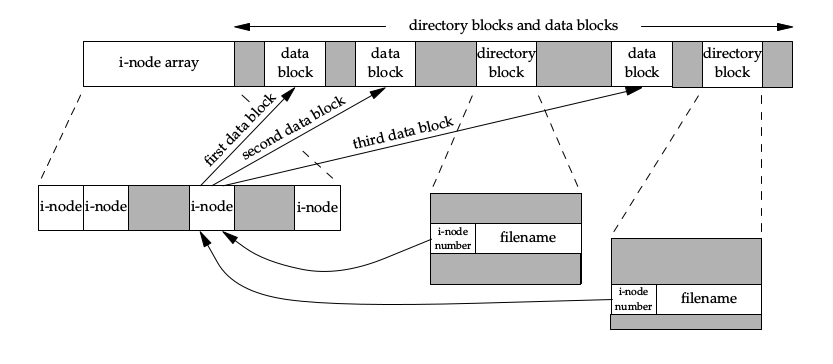 directory blocks and data blocks
i-node array
data
block
data
block
directory
block
data
block
directory
block
first data block
second data block
third data block
i-node
i-node
i-node
i-node
i-node
number
filename
i-node
number
filename